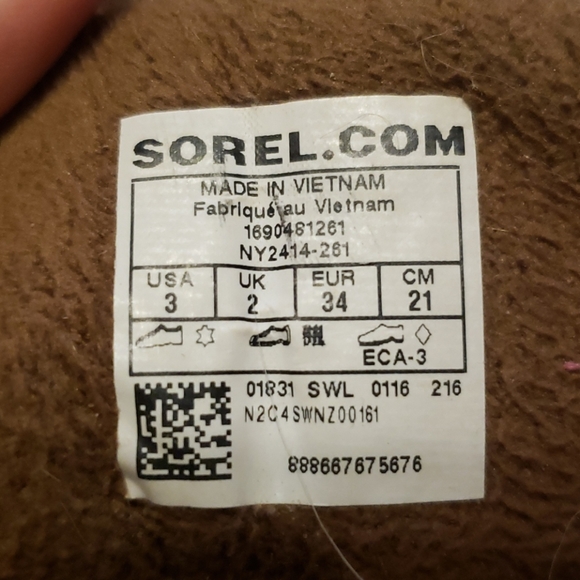 SOREL.COM
MADE IN VIETNAM
Fabriqué au Vietnam
1690481261
NY2414-261
USA UK EUR CM
3 2 34 21
ECA-3
01831 SWL 0116 216
N2C4SWNZ00161
888667675676